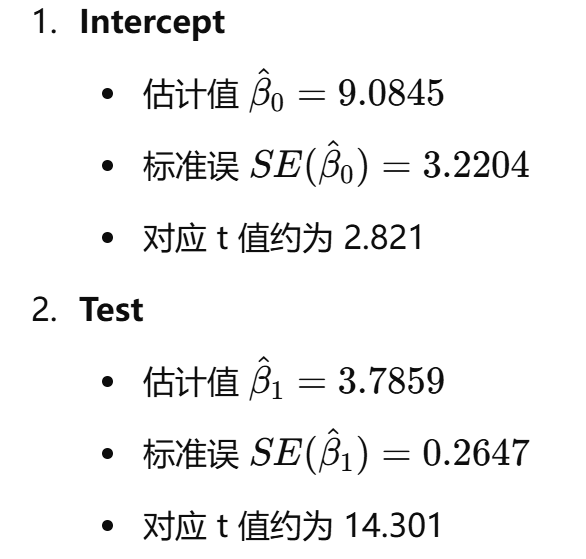 1. Intercept
• 估计值 $\hat{\beta}_0 = 9.0845$
• 标准误 $SE(\hat{\beta}_0) = 3.2204$
• 对应 t 值约为 2.821
2. Test
• 估计值 $\hat{\beta}_1 = 3.7859$
• 标准误 $SE(\hat{\beta}_1) = 0.2647$
• 对应 t 值约为 14.301